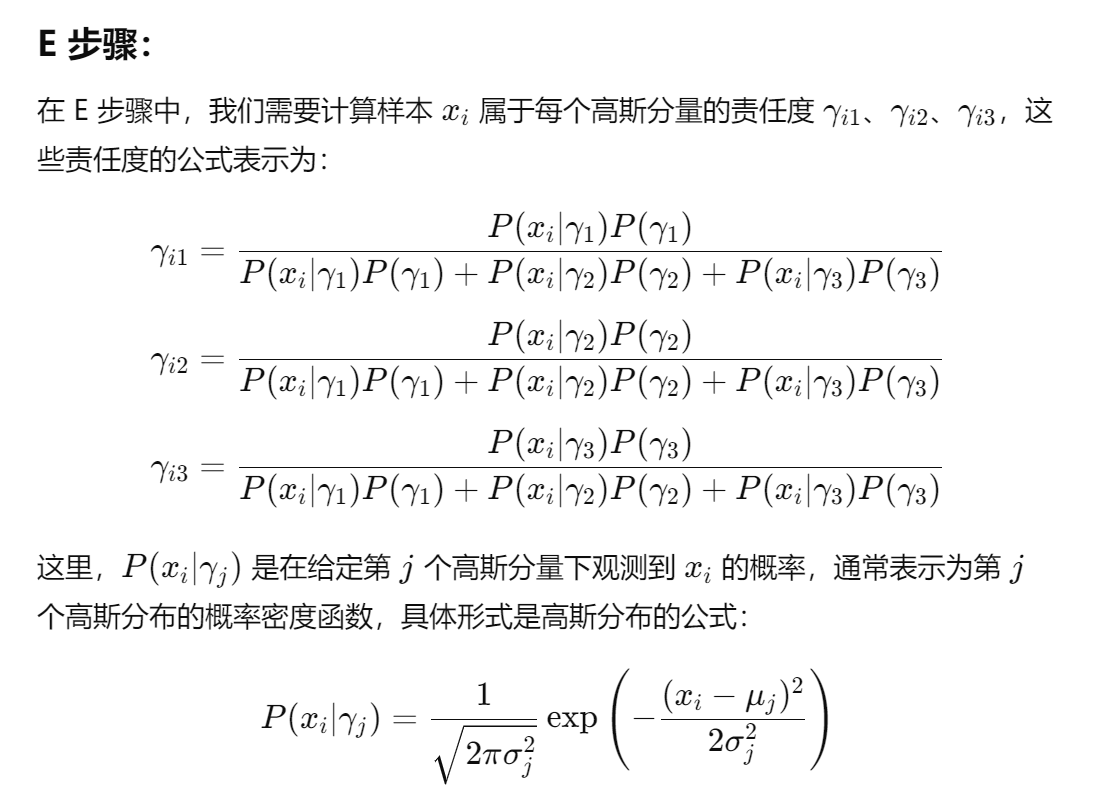 E 步骤：
在 E 步骤中，我们需要计算样本 $x_i$ 属于每个高斯分量的责任度 $\gamma_{i1}$、$\gamma_{i2}$、$\gamma_{i3}$，这
些责任度的公式表示为：
$\gamma_{i1} = \frac{P(x_i|\gamma_1)P(\gamma_1)}{P(x_i|\gamma_1)P(\gamma_1) + P(x_i|\gamma_2)P(\gamma_2) + P(x_i|\gamma_3)P(\gamma_3)}$
$\gamma_{i2} = \frac{P(x_i|\gamma_2)P(\gamma_2)}{P(x_i|\gamma_1)P(\gamma_1) + P(x_i|\gamma_2)P(\gamma_2) + P(x_i|\gamma_3)P(\gamma_3)}$
$\gamma_{i3} = \frac{P(x_i|\gamma_3)P(\gamma_3)}{P(x_i|\gamma_1)P(\gamma_1) + P(x_i|\gamma_2)P(\gamma_2) + P(x_i|\gamma_3)P(\gamma_3)}$
这里，$P(x_i|\gamma_j)$ 是在给定第 $j$ 个高斯分量下观测到 $x_i$ 的概率，通常表示为第 $j$
个高斯分布的概率密度函数，具体形式是高斯分布的公式：
$P(x_i|\gamma_j) = \frac{1}{\sqrt{2\pi\sigma_j^2}} \exp\left(-\frac{(x_i - \mu_j)^2}{2\sigma_j^2}\right)$